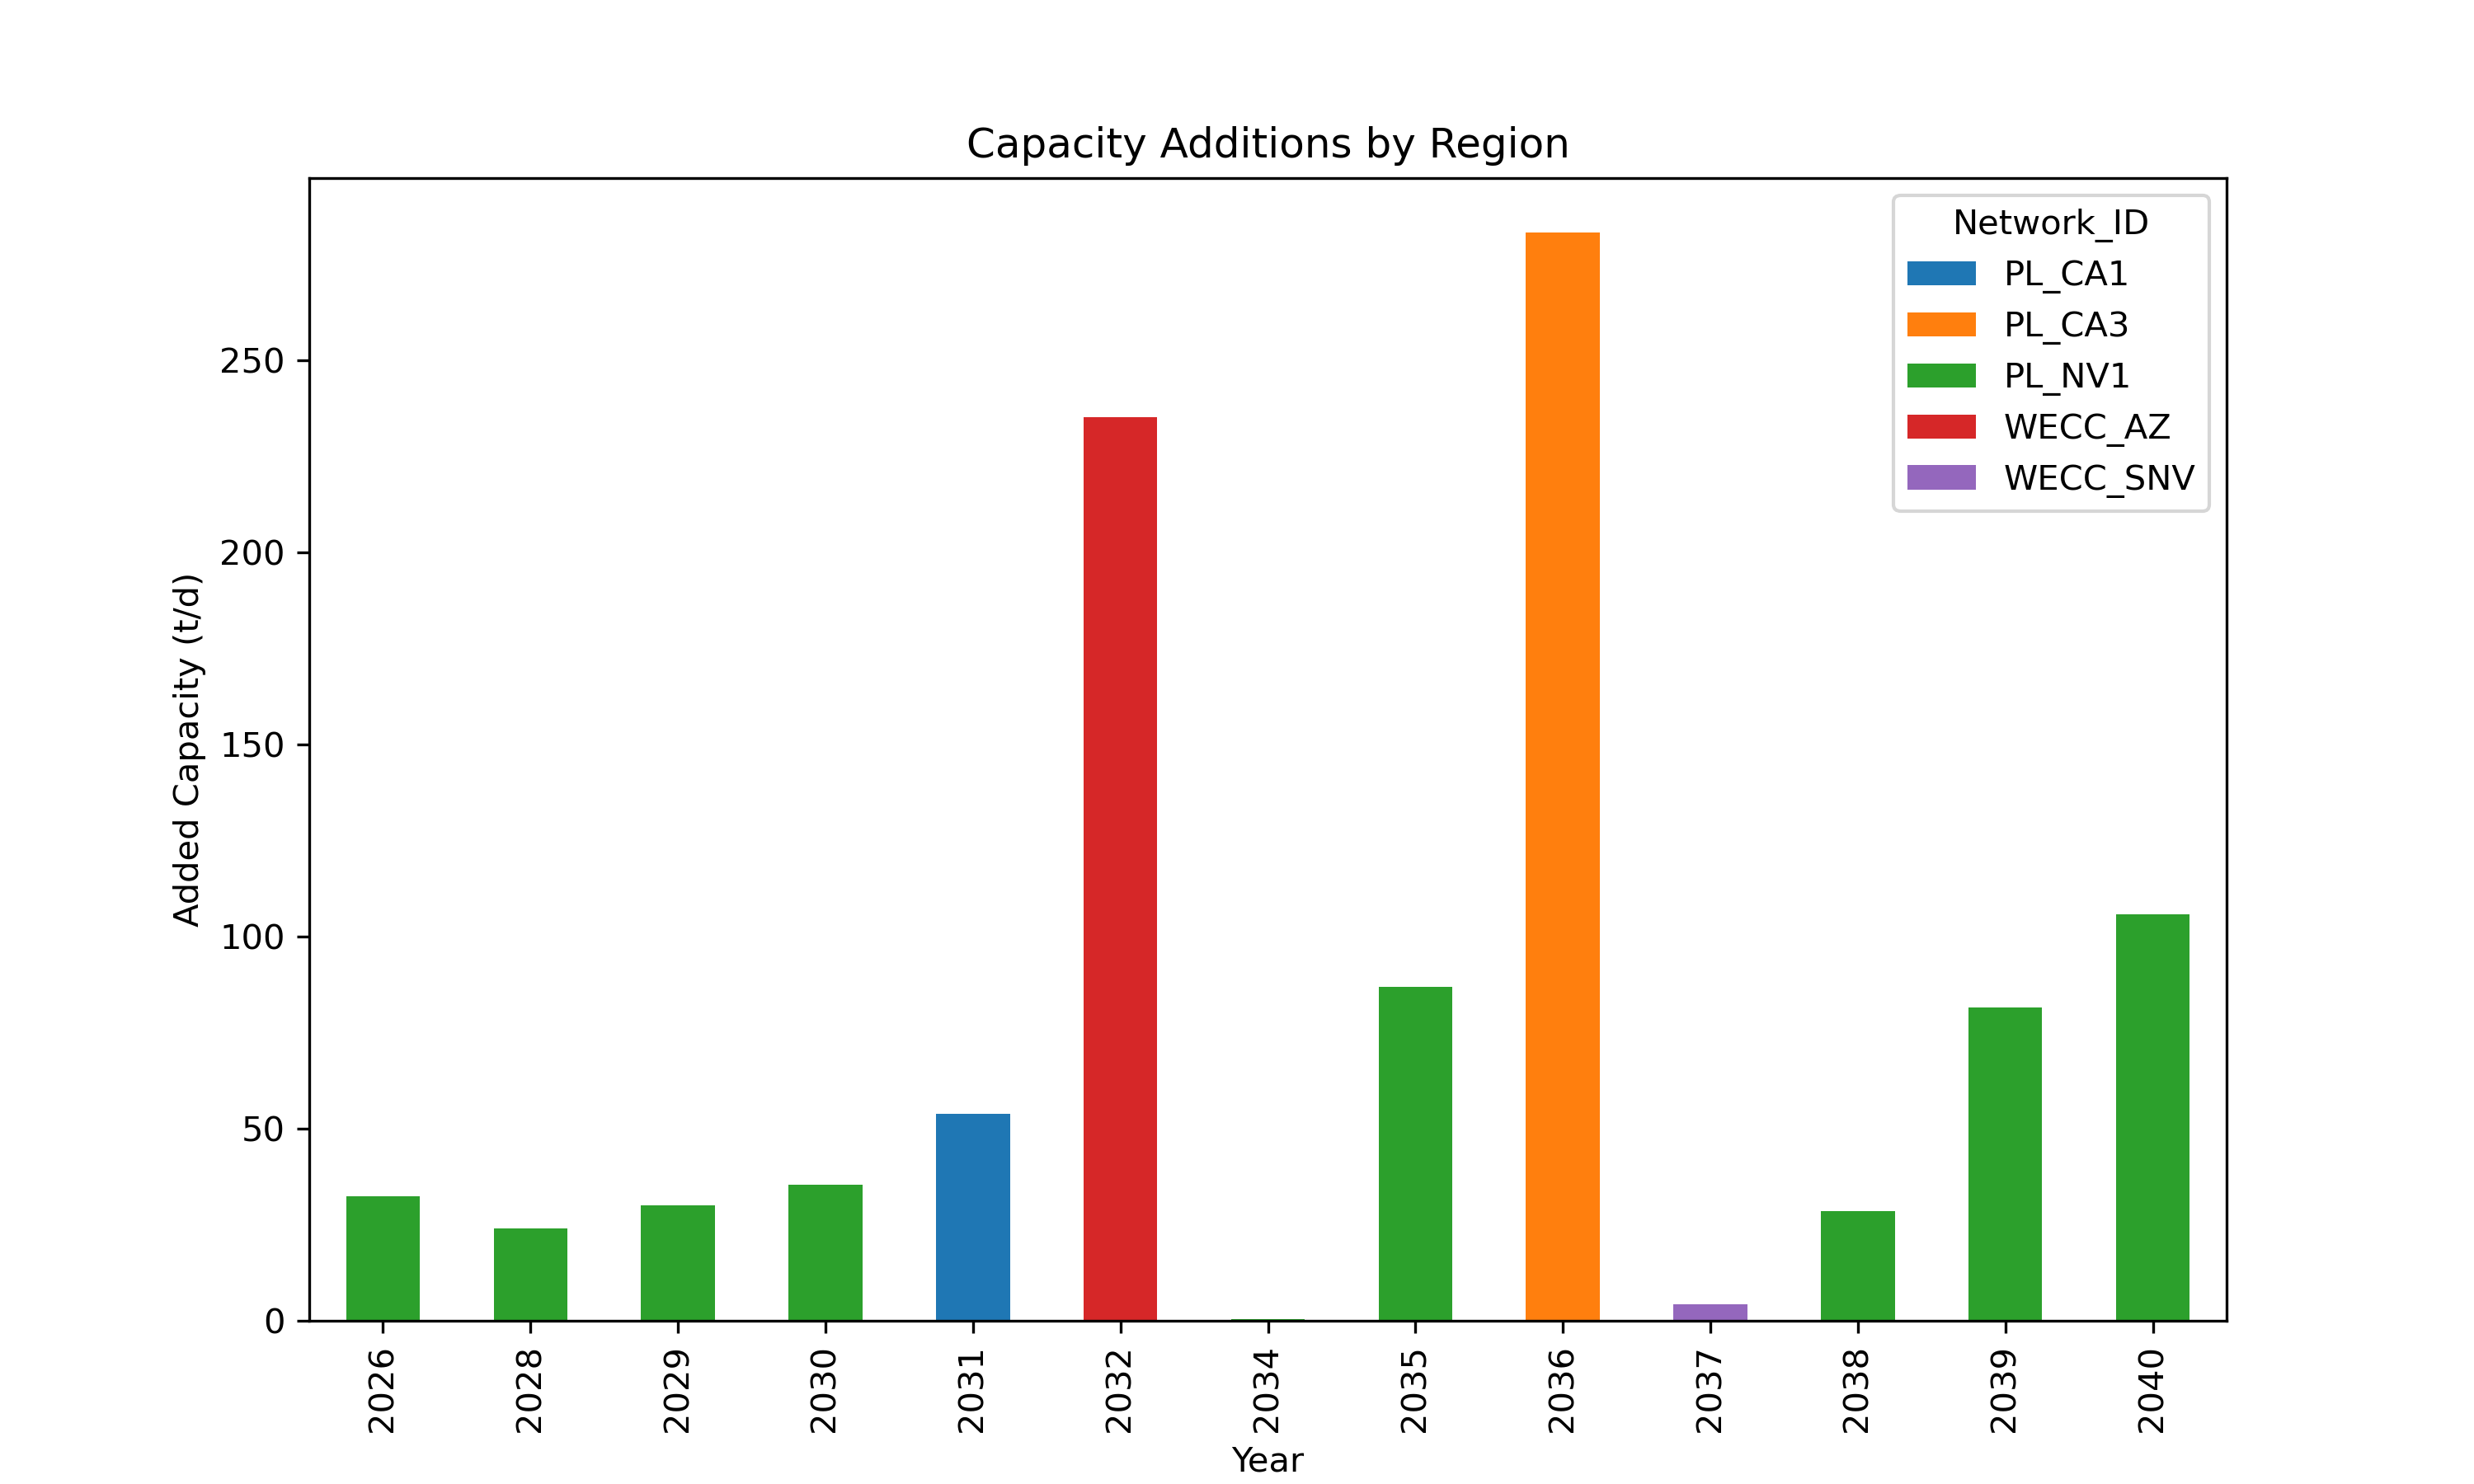 Capacity Additions by Region
Network_ID
PL_CA1
PL_CA3
PL_NV1
WECC_AZ
WECC_SNV
Added Capacity (t/d)
250
200
150
100
50
0
2026
2028
2029
2030
2031
2032
2034
2035
2036
2037
2038
2039
2040
Year